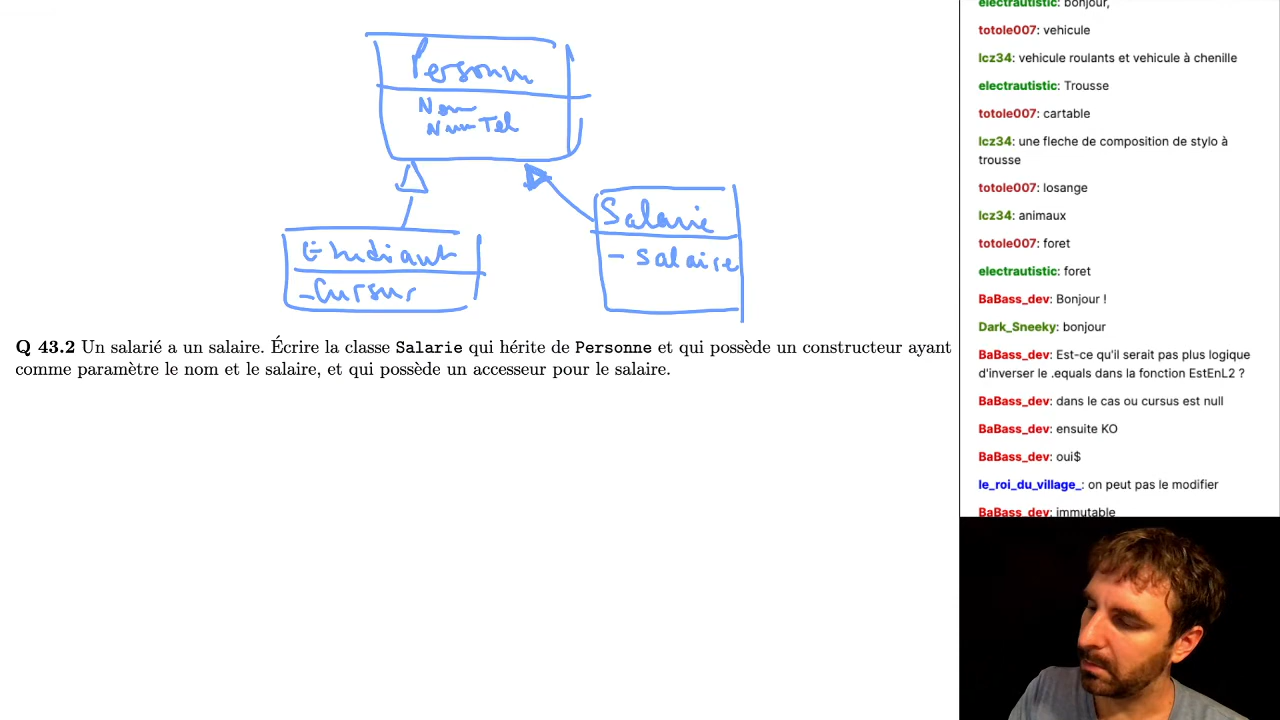 Personne
Nom
Num Tel
Etudiant
- Cursus
Salarie
- Salaire
Q 43.2 Un salarié a un salaire. Écrire la classe Salarie qui hérite de Personne et qui possède un constructeur ayant
comme paramètre le nom et le salaire, et qui possède un accesseur pour le salaire.
electrautistic: bonjour,
totole007: vehicule
lcz34: vehicule roulants et vehicule à chenille
electrautistic: Trousse
totole007: cartable
lcz34: une fleche de composition de stylo à
trousse
totole007: losange
lcz34: animaux
totole007: foret
electrautistic: foret
BaBass_dev: Bonjour !
Dark_Sneeky: bonjour
BaBass_dev: Est-ce qu'il serait pas plus logique
d'inverser le .equals dans la fonction EstEnL2 ?
BaBass_dev: dans le cas ou cursus est null
BaBass_dev: ensuite KO
BaBass_dev: oui$
le_roi_du_village_: on peut pas le modifier
BaBass_dev: immutable